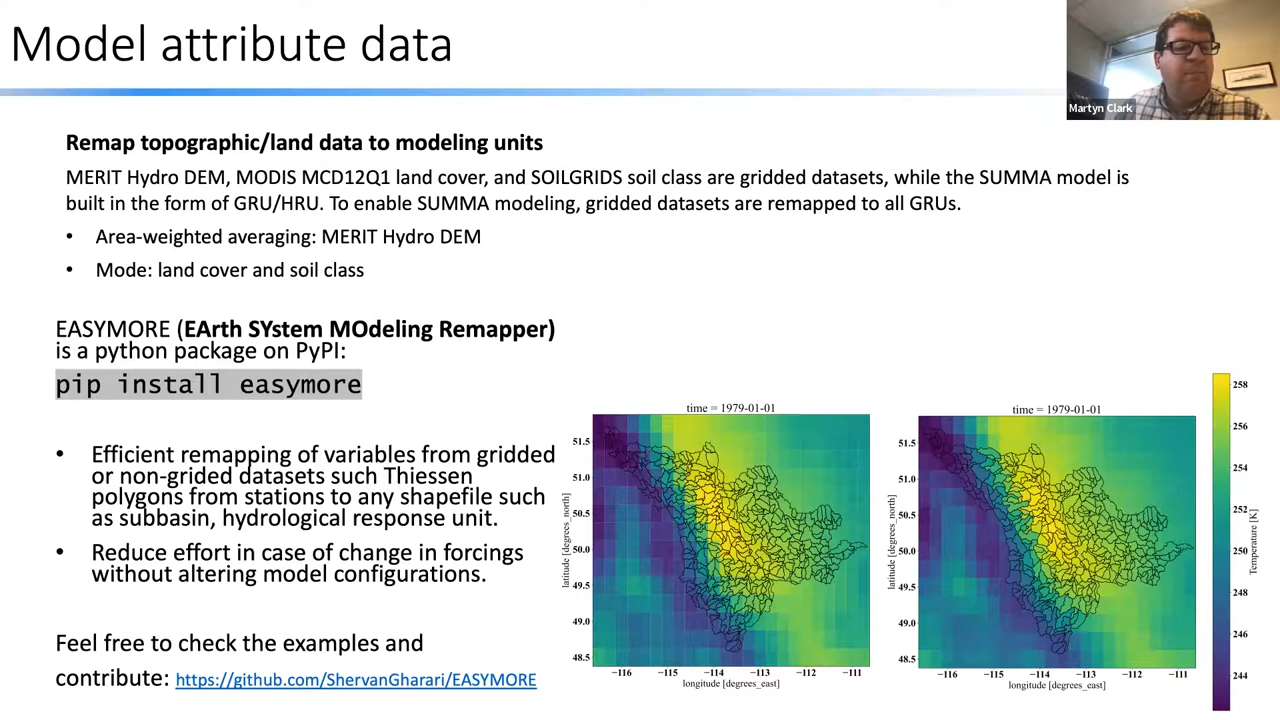 Model attribute data
Martyn Clark
Remap topographic/land data to modeling units
MERIT Hydro DEM, MODIS MCD12Q1 land cover, and SOILGRIDS soil class are gridded datasets, while the SUMMA model is
built in the form of GRU/HRU. To enable SUMMA modeling, gridded datasets are remapped to all GRUs.
• Area-weighted averaging: MERIT Hydro DEM
• Mode: land cover and soil class
EASYMORE (EArth SYstem MOdeling Remapper)
is a python package on PyPI:
pip install easymore
• Efficient remapping of variables from gridded
or non-grided datasets such Thiessen
polygons from stations to any shapefile such
as subbasin, hydrological response unit.
• Reduce effort in case of change in forcings
without altering model configurations.
Feel free to check the examples and
contribute: https://github.com/ShervanGharari/EASYMORE
time = 1979-01-01
latitude [degrees_north]
51.5
51.0
50.5
50.0
49.5
49.0
48.5
−116 −115 −114 −113 −112 −111
longitude [degrees_east]
time = 1979-01-01
latitude [degrees_north]
51.5
51.0
50.5
50.0
49.5
49.0
48.5
−116 −115 −114 −113 −112 −111
longitude [degrees_east]
258
256
254
252
250
248
246
244
Temperature [K]